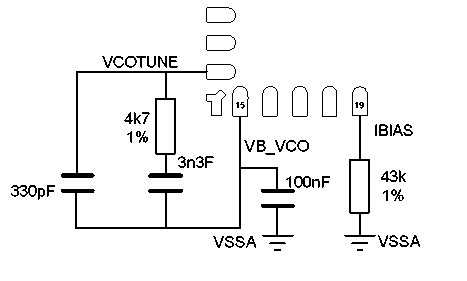 VCOTUNE
15
19
4k7
1%
IBIAS
VB_VCO
3n3F
330pF
100nF
43k
1%
VSSA
VSSA